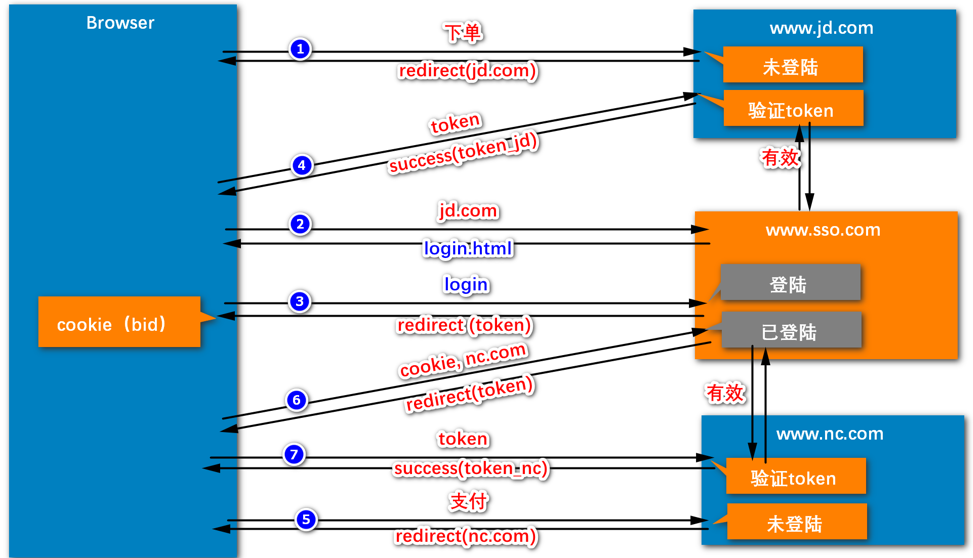 Browser
www.jd.com
下单
1
redirect(jd.com)
未登陆
验证token
token
success(token_jd)
4
有效
jd.com
2
login.html
www.sso.com
login
3
登陆
redirect (token)
cookie（bid）
已登陆
cookie, nc.com
6
redirect(token)
有效
token
7
success(token_nc)
www.nc.com
验证token
支付
5
redirect(nc.com)
未登陆